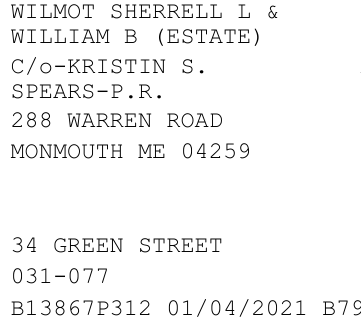 WILMOT SHERRELL L &
WILLIAM B (ESTATE)
C/o-KRISTIN S.
SPEARS-P.R.
288 WARREN ROAD
MONMOUTH ME 04259
34 GREEN STREET
031-077
B13867P312 01/04/2021 B79